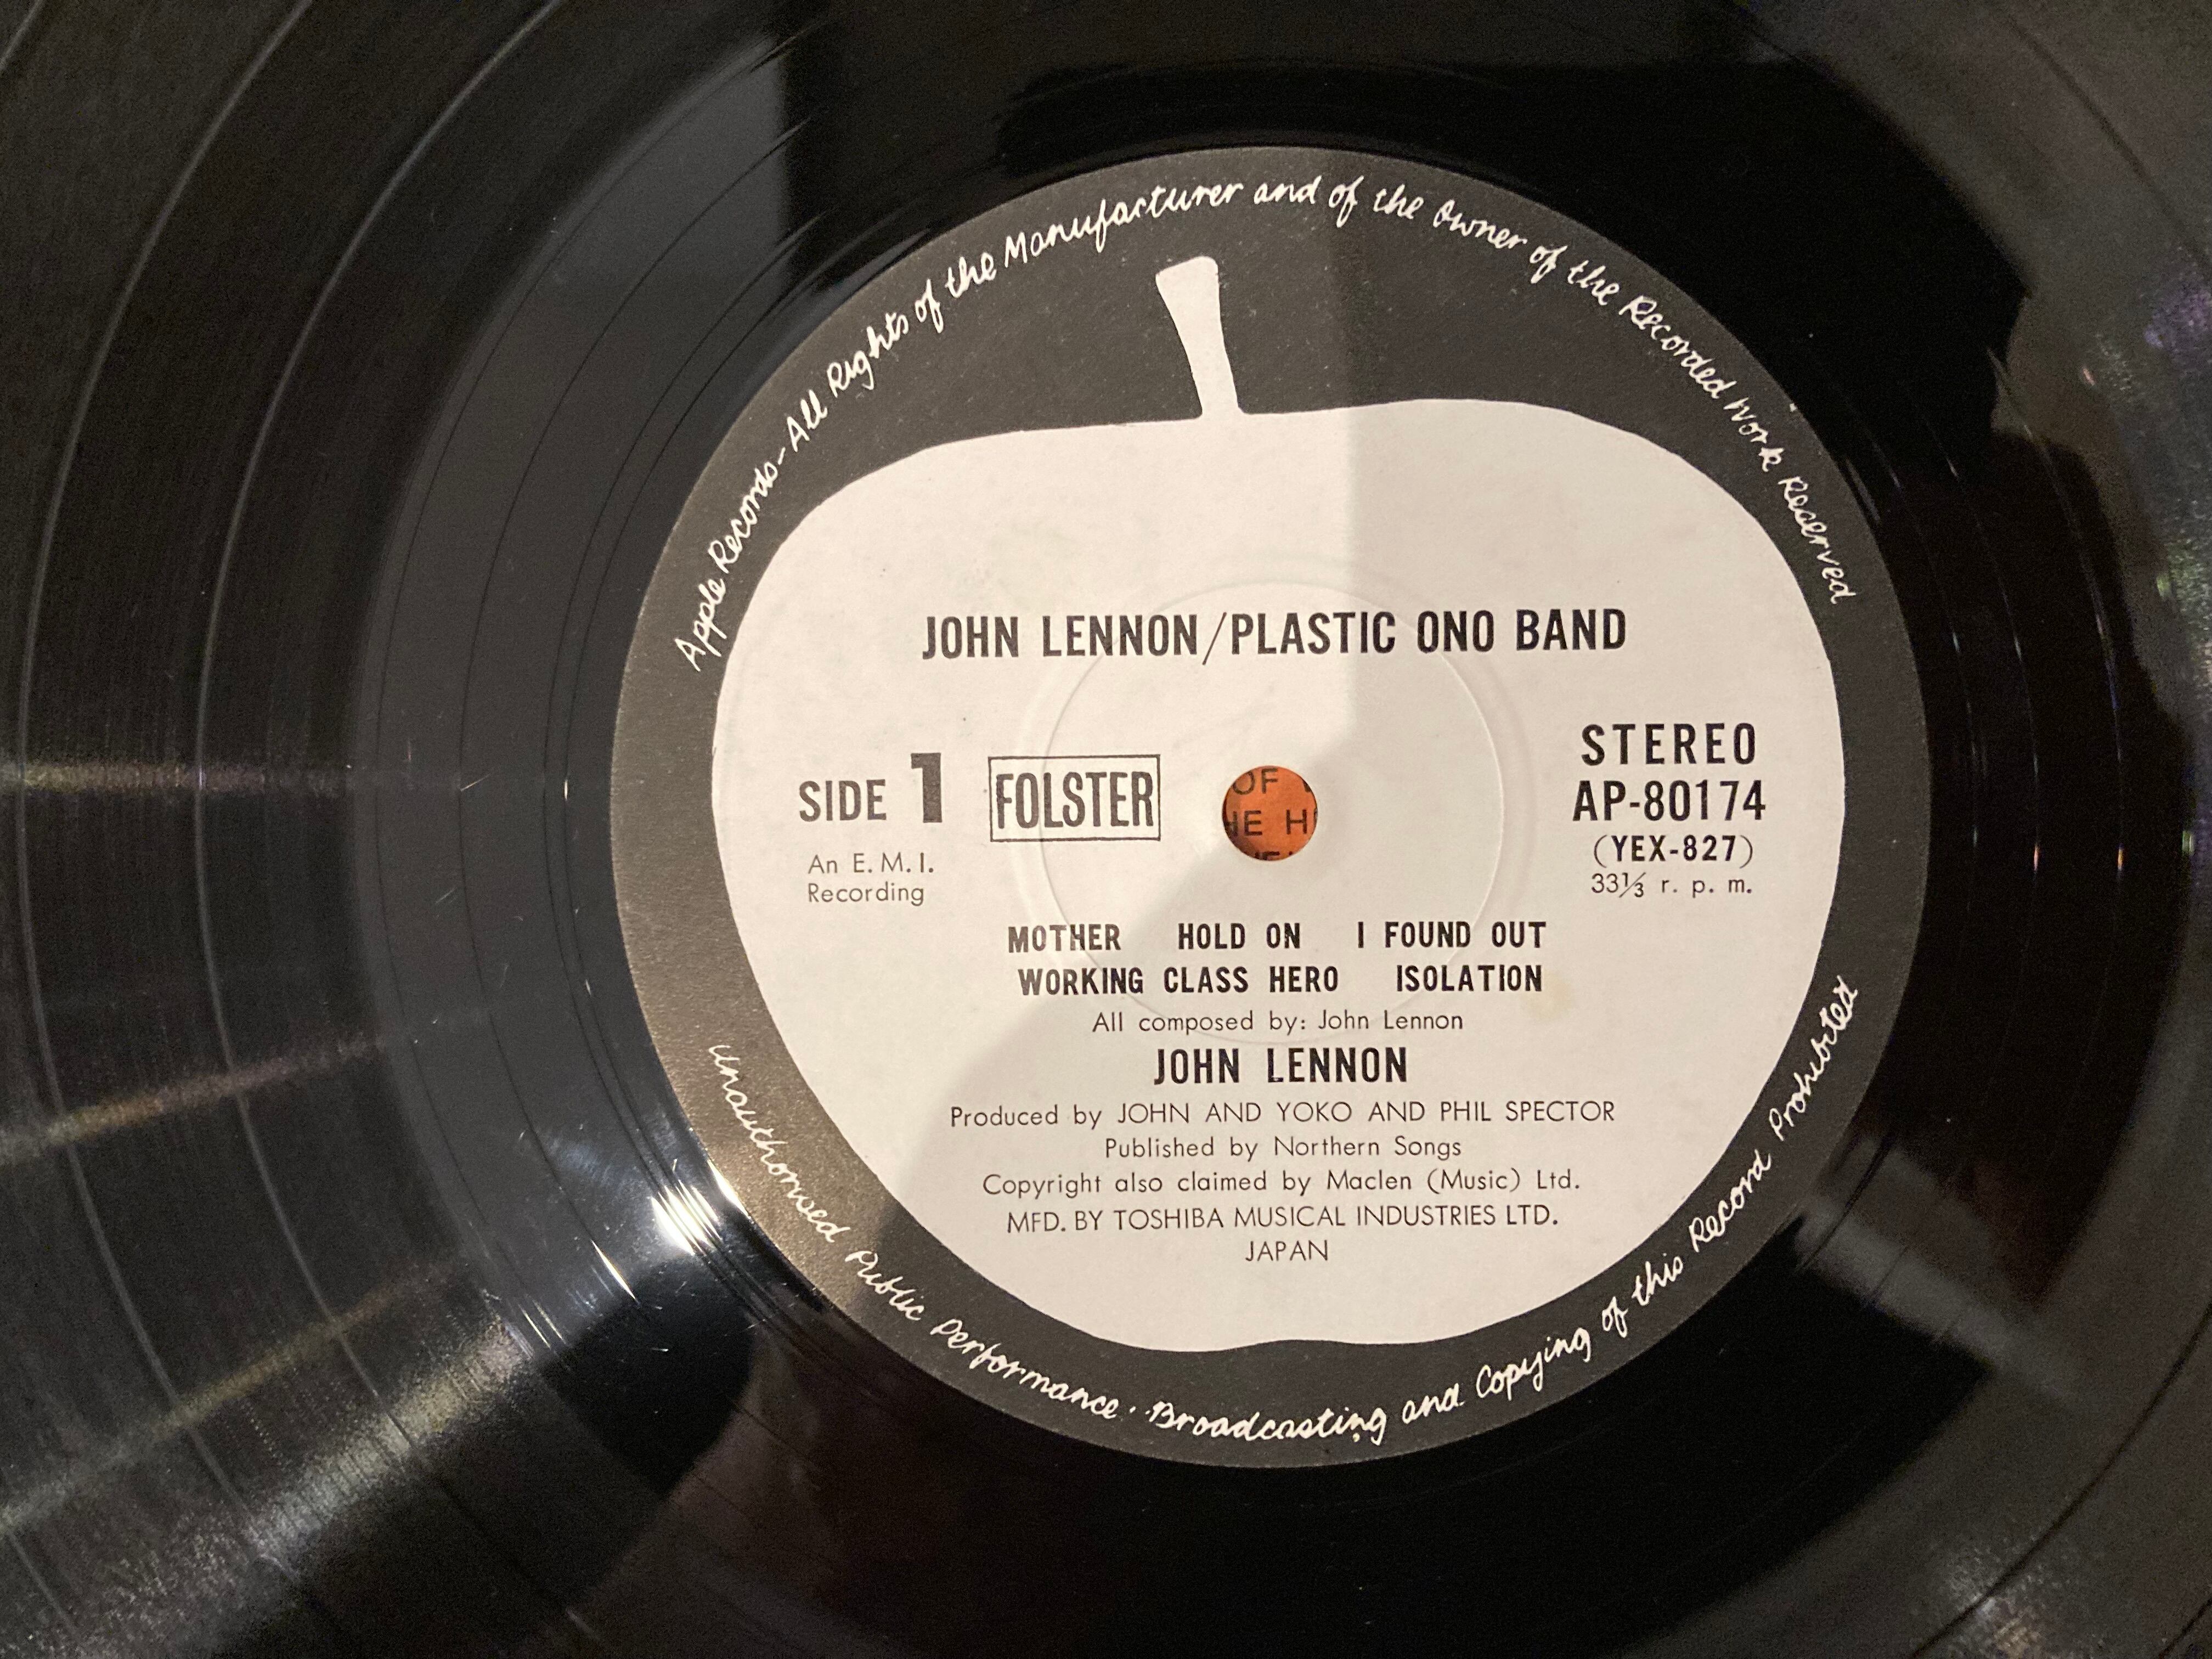 Apple Records-All Rights of the Manufacturer and of the Owner of the Recorded Work Reserved
JOHN LENNON/PLASTIC ONO BAND
SIDE 1
FOLSTER
STEREO
AP-80174
(YEX-827)
33⅓ r. p. m.
An E. M. I.
Recording
OF
HE H
MOTHER HOLD ON I FOUND OUT
WORKING CLASS HERO ISOLATION
All composed by: John Lennon
JOHN LENNON
Produced by JOHN AND YOKO AND PHIL SPECTOR
Published by Northern Songs
Copyright also claimed by Maclen (Music) Ltd.
MFD. BY TOSHIBA MUSICAL INDUSTRIES LTD.
JAPAN
Unauthorised Public Performance. Broadcasting and Copying of this Record Prohibited